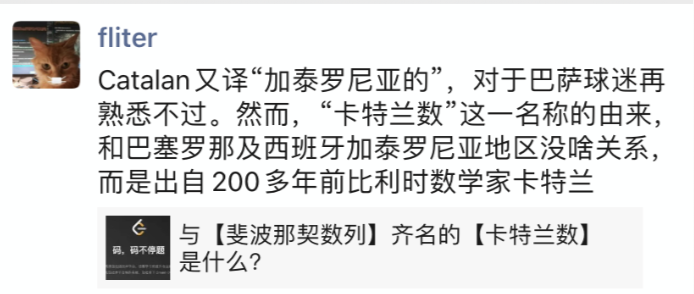 fliter
Catalan又译“加泰罗尼亚的”，对于巴萨球迷再
熟悉不过。然而，“卡特兰数”这一名称的由来，
和巴塞罗那及西班牙加泰罗尼亚地区没啥关系，
而是出自200多年前比利时数学家卡特兰
码，码不停题
与【斐波那契数列】齐名的【卡特兰数】
是什么？